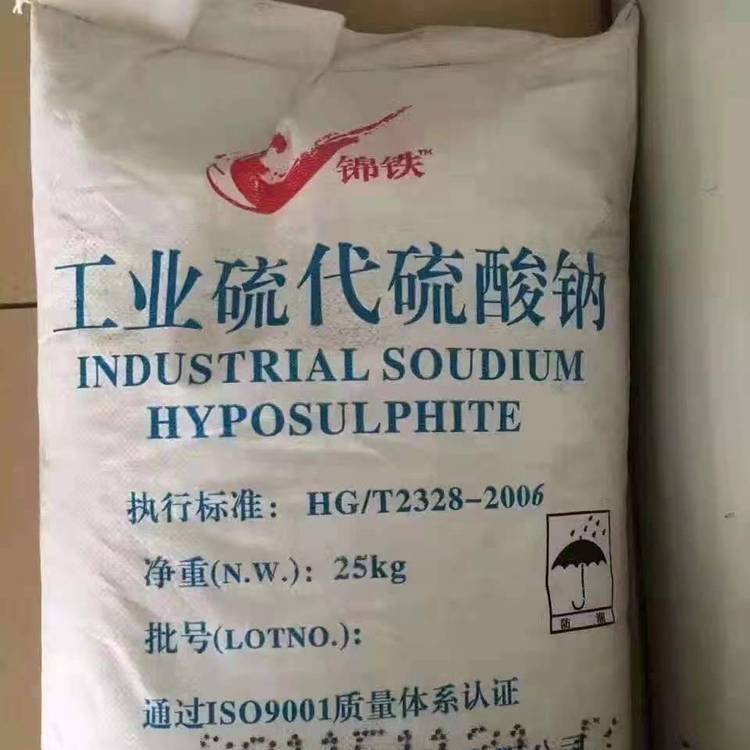 锦铁™
工业硫代硫酸钠
INDUSTRIAL SOUDIUM
HYPOSULPHITE
执行标准：HG/T2328-2006
净重(N.W.)：25kg
防潮
批号(LOTNO.)：
通过ISO9001质量体系认证